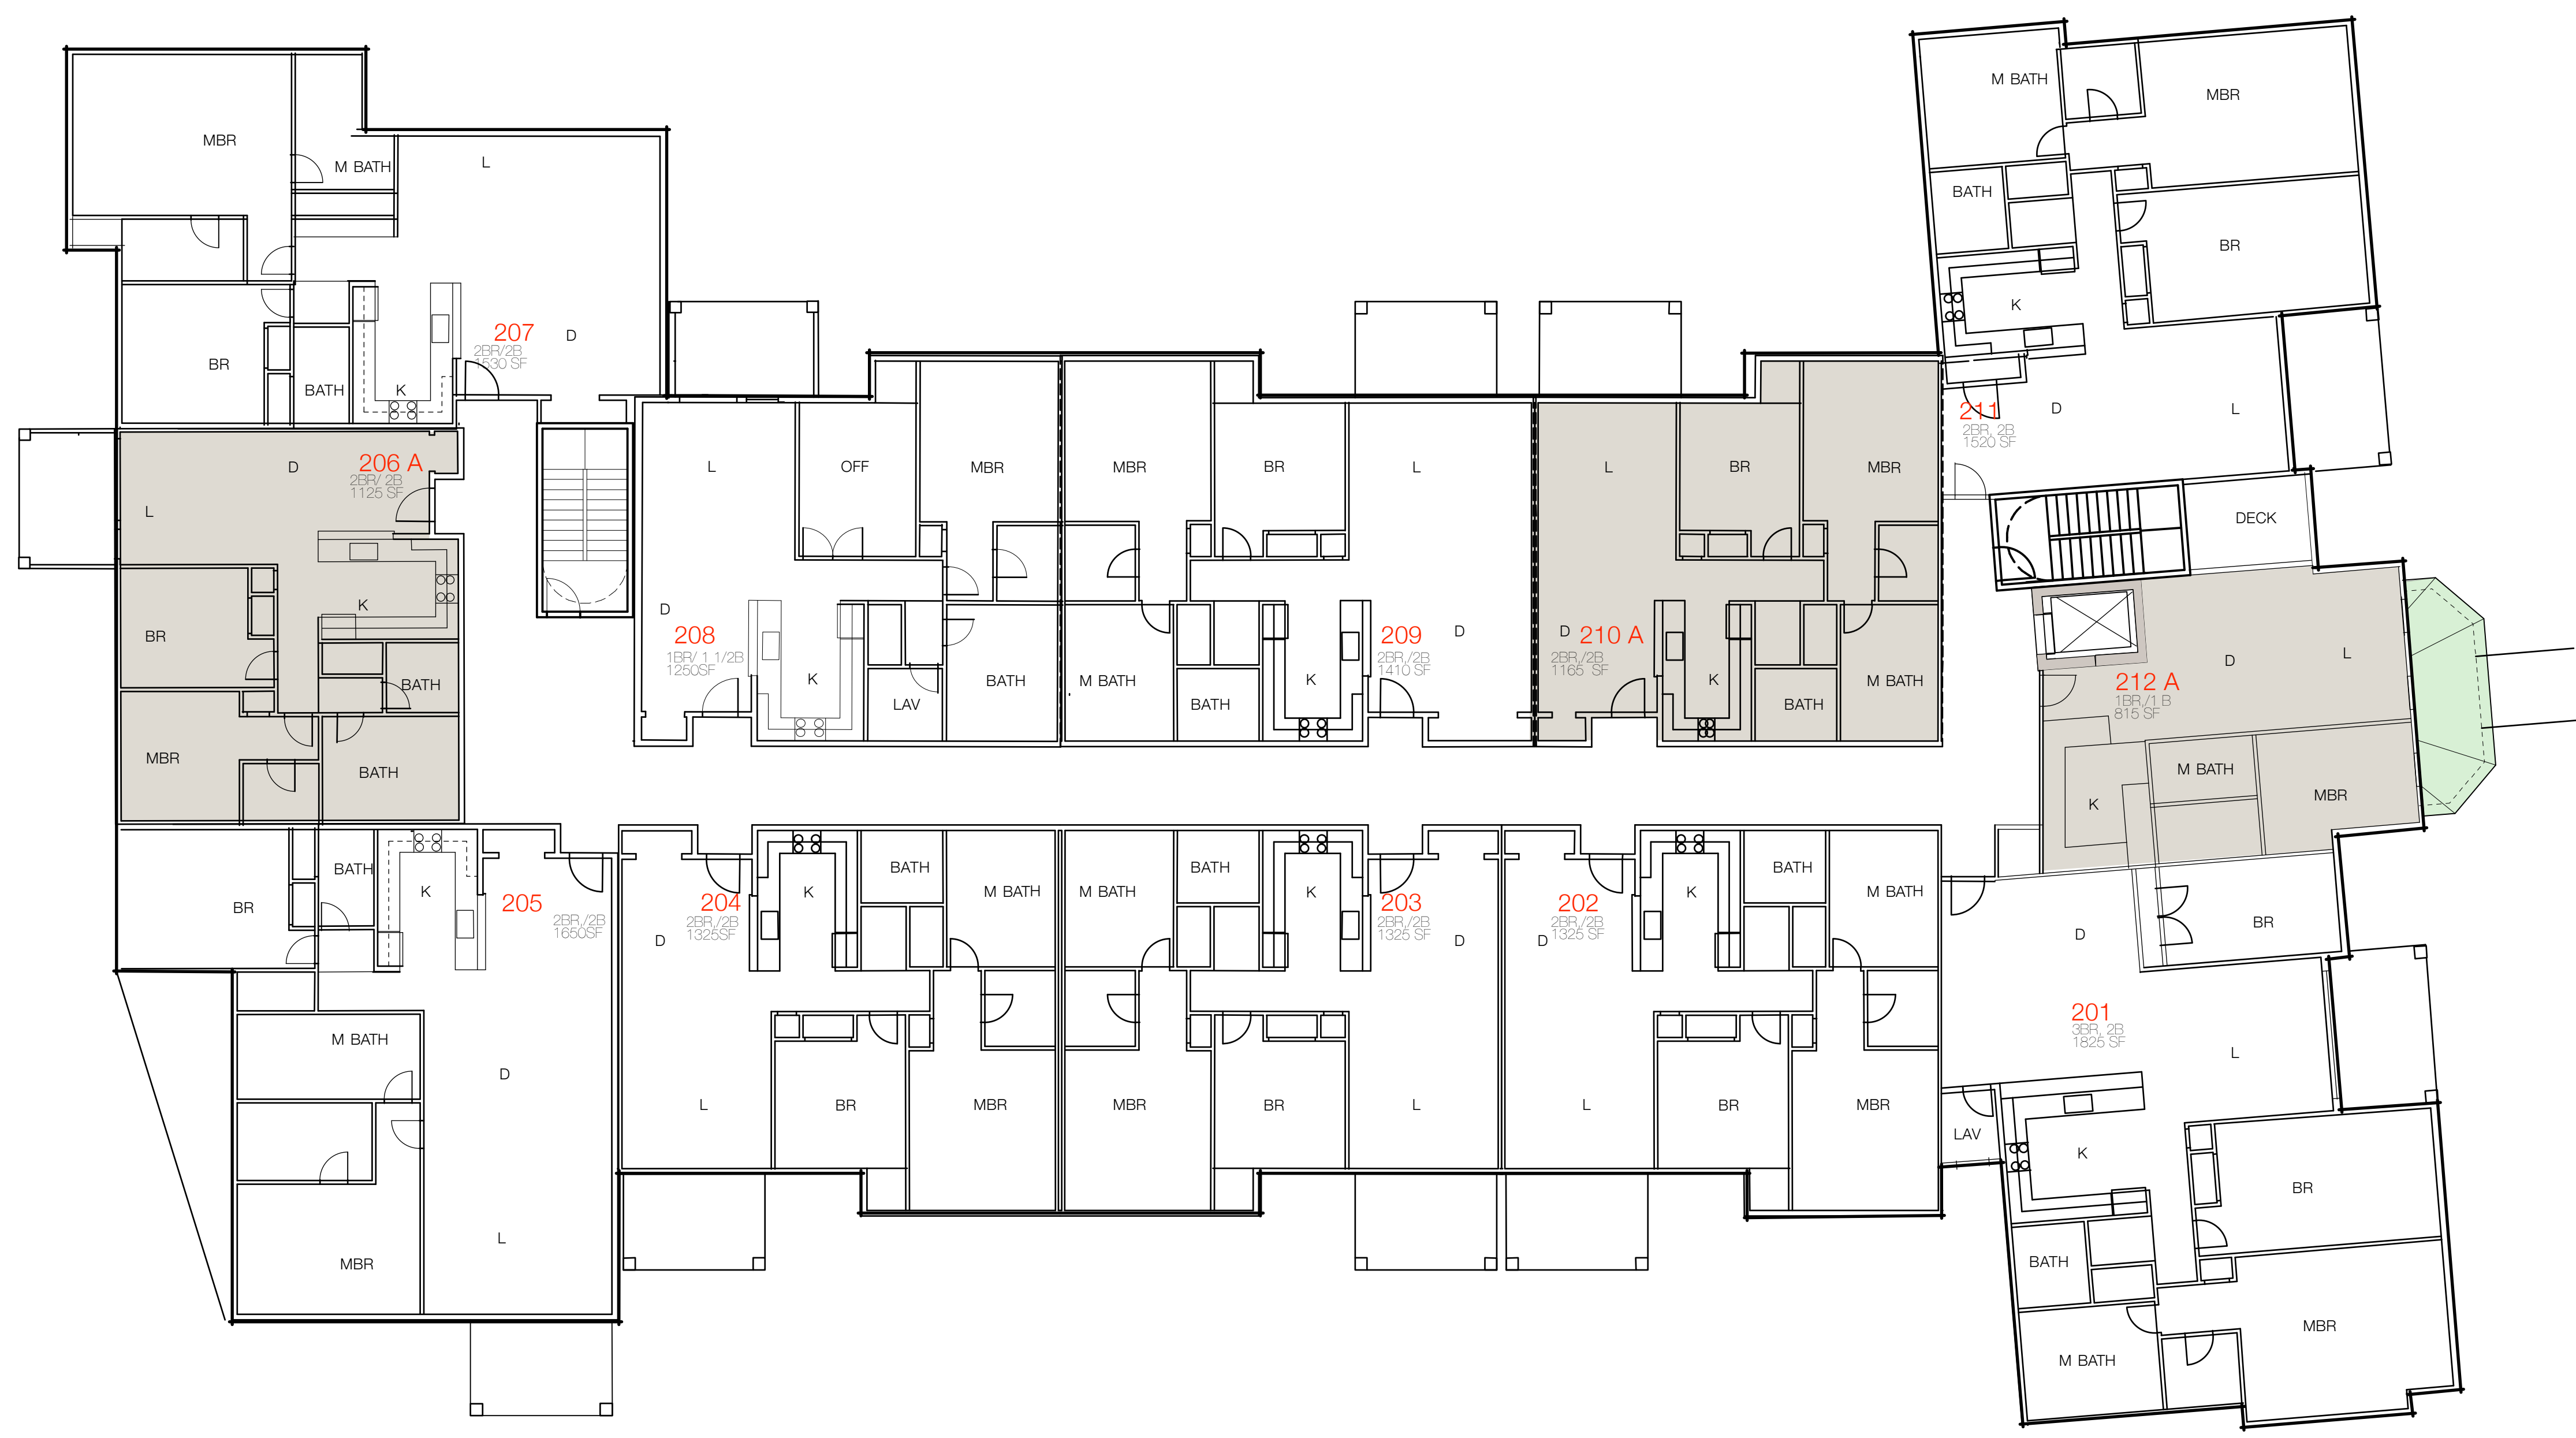 MBR
M BATH
L
207
2BR/2B
1530 SF
D
BR
BATH
K
D
206 A
2BR/ 2B
1125 SF
L
K
BR
BATH
MBR
BATH
L
OFF
MBR
D
208
1BR/ 1 1/2B
1250SF
K
LAV
BATH
MBR
BR
L
209
2BR,/2B
1410 SF
D
M BATH
BATH
K
L
BR
MBR
D
210 A
2BR,/2B
1165 SF
K
BATH
M BATH
M BATH
MBR
BATH
BR
K
211
2BR, 2B
1520 SF
D
L
DECK
D
L
212 A
1BR,/1 B
815 SF
M BATH
K
MBR
BATH
BR
K
205
2BR,/2B
1650SF
M BATH
D
L
MBR
204
2BR,/2B
1325SF
K
BATH
M BATH
D
L
BR
MBR
M BATH
BATH
K
203
2BR,/2B
1325 SF
D
MBR
BR
L
202
2BR,/2B
1325 SF
D
K
BATH
M BATH
L
BR
MBR
D
BR
201
3BR, 2B
1825 SF
L
LAV
K
BR
BATH
MBR
M BATH